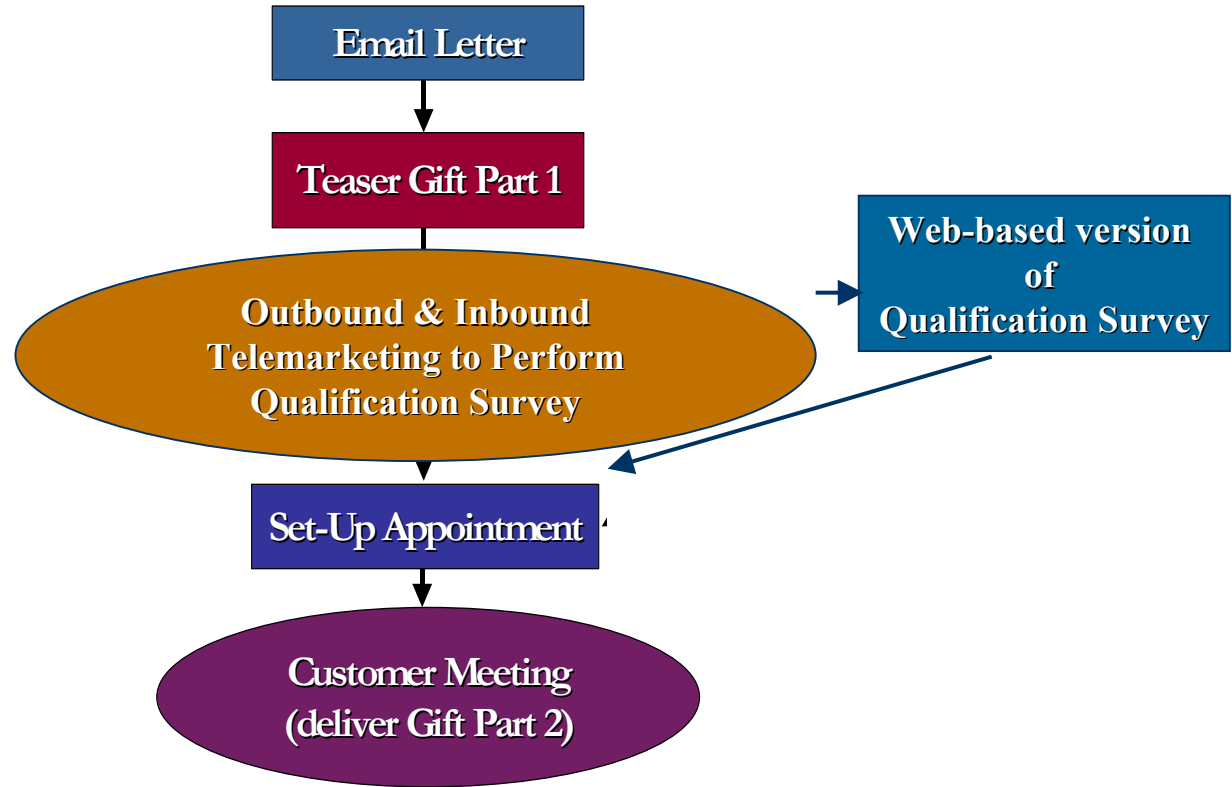 Email Letter
Teaser Gift Part 1
Outbound & Inbound
Telemarketing to Perform
Qualification Survey
Web-based version
of
Qualification Survey
Set-Up Appointment
Customer Meeting
(deliver Gift Part 2)